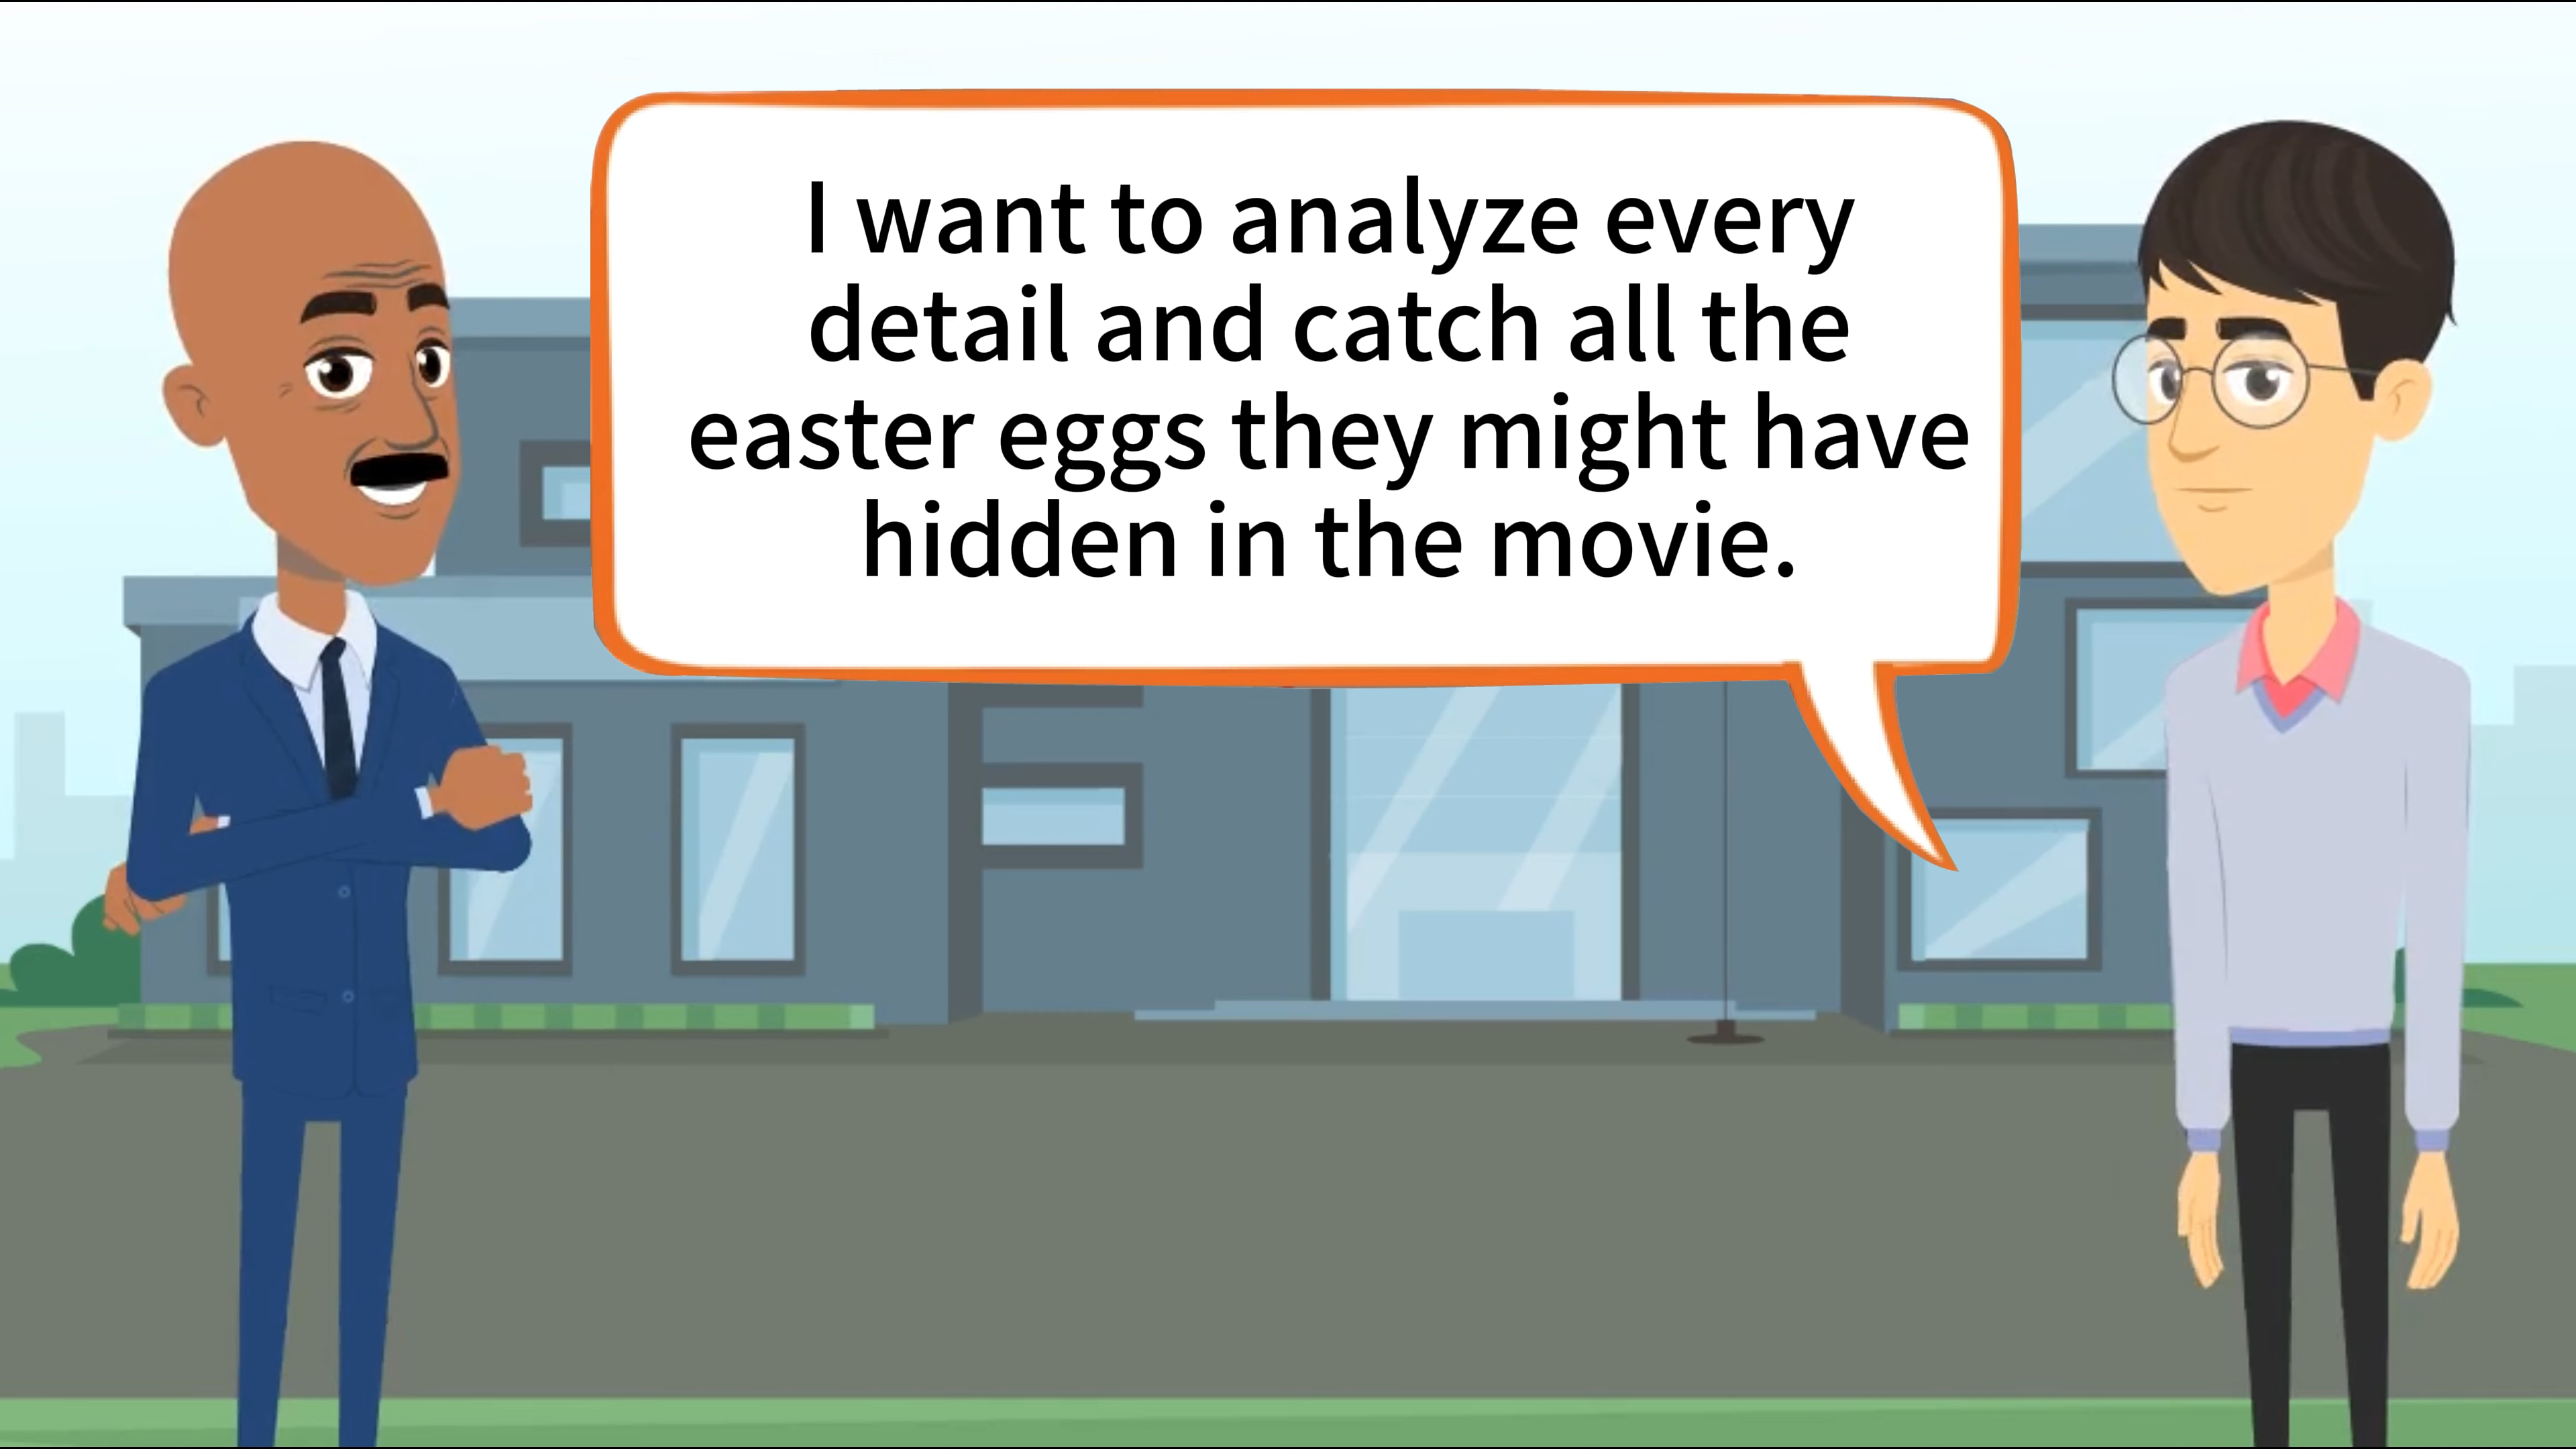 I want to analyze every
detail and catch all the
easter eggs they might have
hidden in the movie.